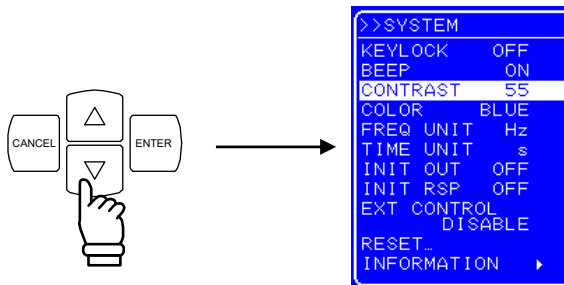 CANCEL
ENTER
>>SYSTEM
KEYLOCK OFF
BEEP ON
CONTRAST 55
COLOR BLUE
FREQ UNIT Hz
TIME UNIT s
INIT OUT OFF
INIT RSP OFF
EXT CONTROL
DISABLE
RESET…
INFORMATION